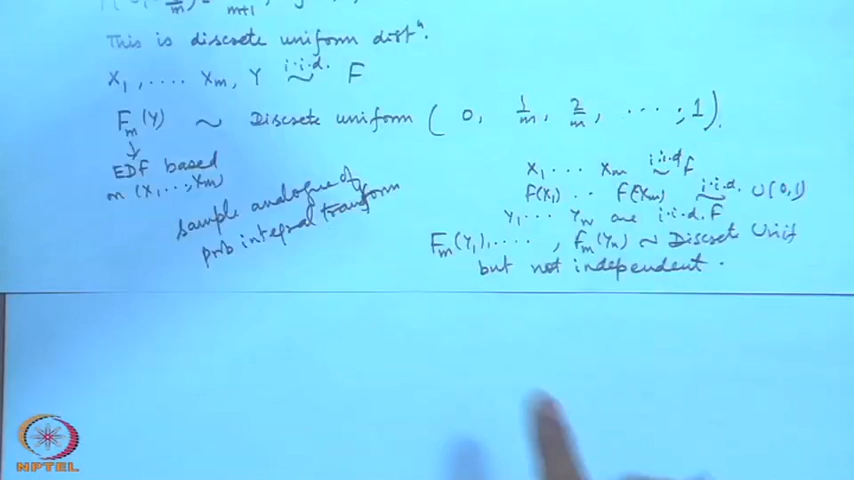 m+1
This is discrete uniform distⁿ.
X₁, .... Xₘ, Y i.i.d. ~ F
Fₘ(Y) ~ Discrete uniform (0, 1/m, 2/m, ....; 1).
↓
EDF based
on (X₁, ..., Xₘ)
sample analogue of
prob integral transform
X₁ ... Xₘ i.i.d. ~ F
F(X₁) .. F(Xₘ) i.i.d. ~ U(0,1)
Y₁ ... Yₙ are i.i.d. F
Fₘ(Y₁), ...., Fₘ(Yₙ) ~ Discrete Unif
but not independent.
NPTEL